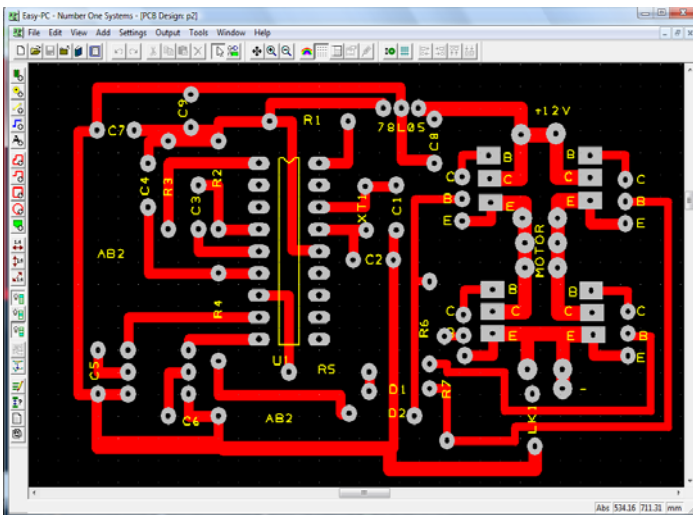 Easy-PC - Number One Systems - [PCB Design: p2]
File Edit View Add Settings Output Tools Window Help
C9
R1
+12V
C7
78L05
C8
B
B
C4
R3
R2
C
C
C
C
C3
XT1
C1
B
B
E
E
E
E
AB2
C2
MOTOR
B
B
R4
R6
C
C
C
C
E
E
U1
E
E
C5
R5
D1
R7
-
C6
AB2
D2
LK1
Abs 534.16 711.31 mm